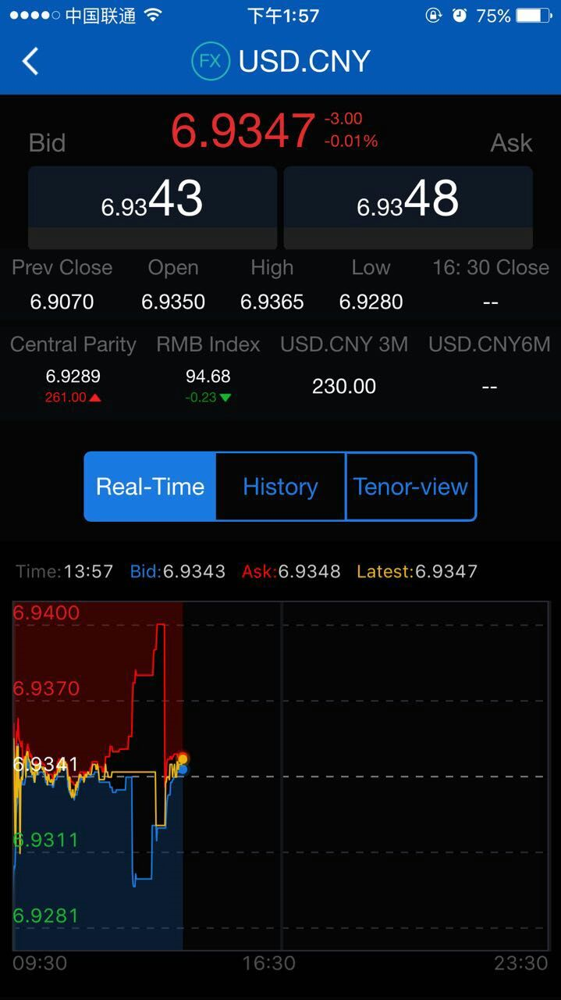 中国联通 下午1:57 75%
FX USD.CNY
Bid 6.9347 -3.00 Ask
-0.01%
6.9343 6.9348
Prev Close Open High Low 16: 30 Close
6.9070 6.9350 6.9365 6.9280 --
Central Parity RMB Index USD.CNY 3M USD.CNY6M
6.9289 94.68 230.00 --
261.00 -0.23
Real-Time History Tenor-view
Time:13:57 Bid:6.9343 Ask:6.9348 Latest:6.9347
6.9400
6.9370
6.9341
6.9311
6.9281
09:30 16:30 23:30